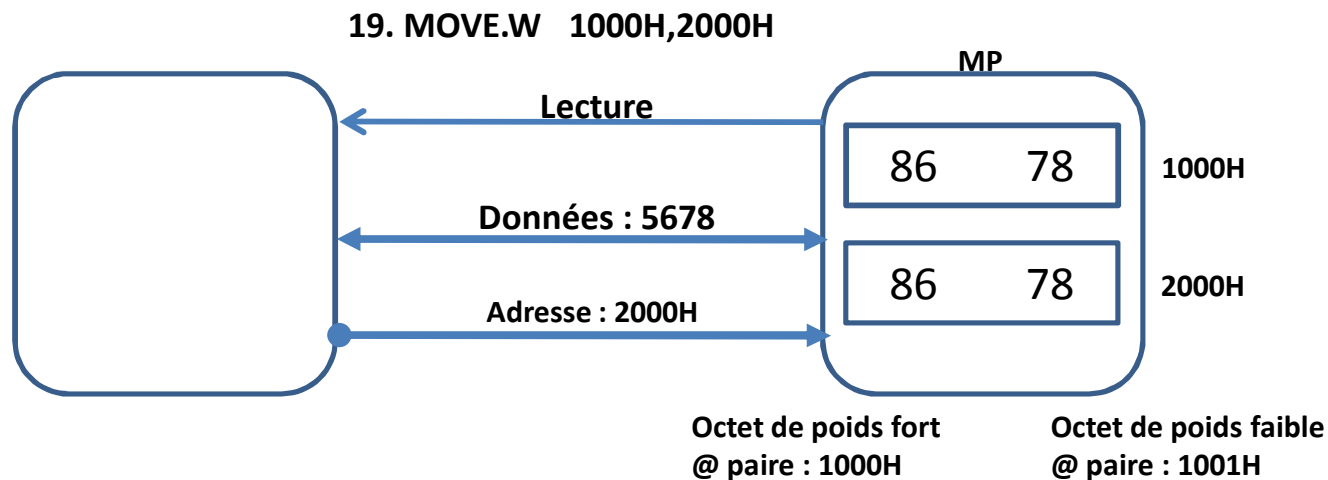 19. MOVE.W 1000H,2000H
MP
Lecture
86 78 1000H
Données : 5678
86 78 2000H
Adresse : 2000H
Octet de poids fort
@ paire : 1000H
Octet de poids faible
@ paire : 1001H